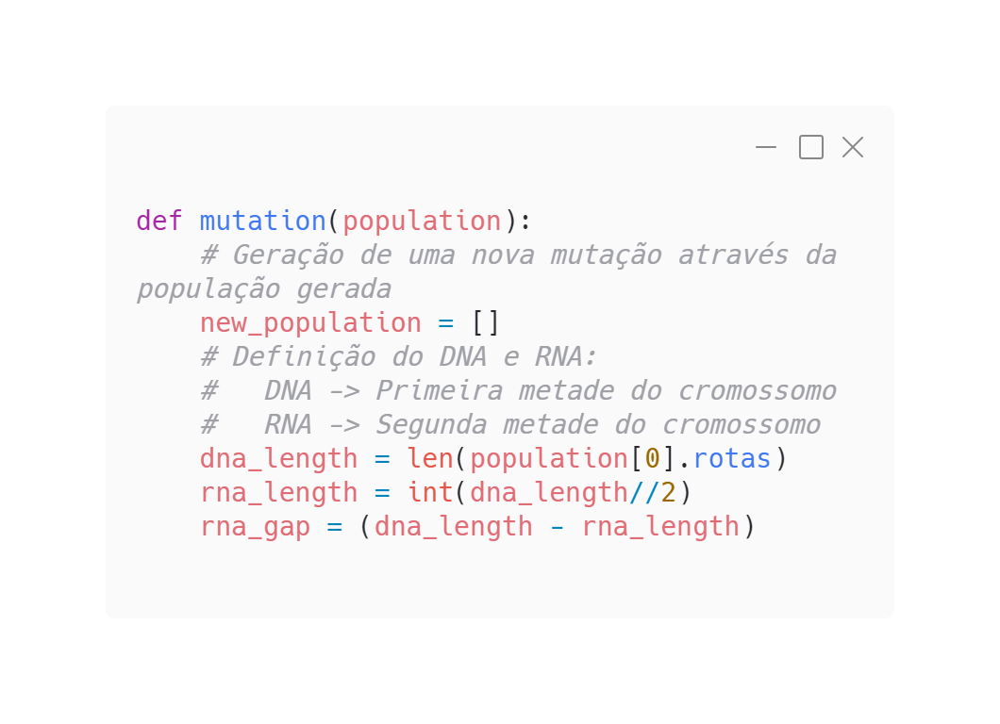 def mutation(population):
    # Geração de uma nova mutação através da
população gerada
    new_population = []
    # Definição do DNA e RNA:
    #   DNA -> Primeira metade do cromossomo
    #   RNA -> Segunda metade do cromossomo
    dna_length = len(population[0].rotas)
    rna_length = int(dna_length//2)
    rna_gap = (dna_length - rna_length)